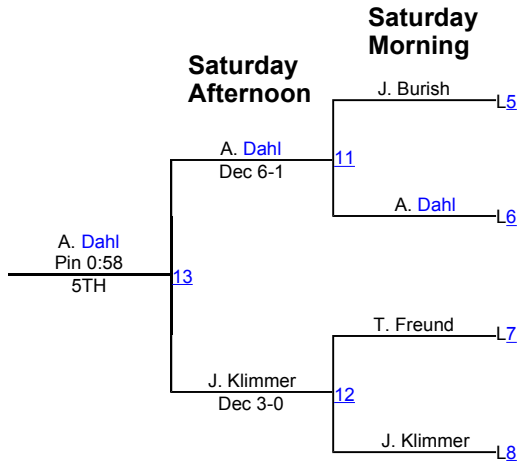 Saturday
Morning
Saturday
Afternoon
J. Burish
L5
A. Dahl
Dec 6-1
11
A. Dahl
L6
A. Dahl
Pin 0:58
5TH
13
T. Freund
L7
J. Klimmer
Dec 3-0
12
J. Klimmer
L8